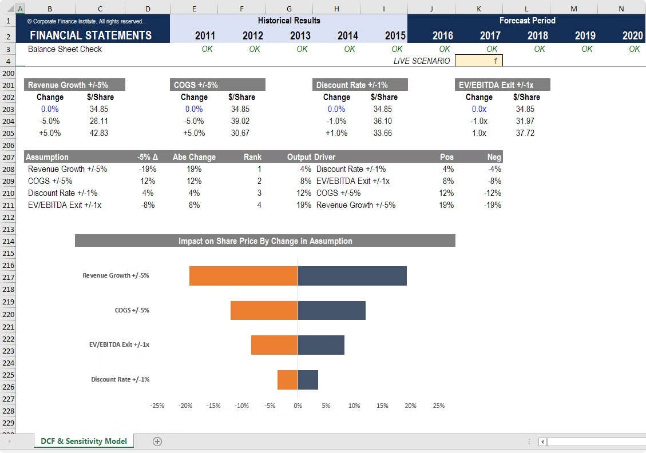 A B C D E F G H I J K L M N
1 © Corporate Finance Institute. All rights reserved. Historical Results Forecast Period
2 FINANCIAL STATEMENTS 2011 2012 2013 2014 2015 2016 2017 2018 2019 2020
3 Balance Sheet Check OK OK OK OK OK OK OK OK OK OK
4 LIVE SCENARIO 1
200
201 Revenue Growth +/-5% COGS +/-5% Discount Rate +/-1% EV/EBITDA Exit +/-1x
202 Change $/Share Change $/Share Change $/Share Change $/Share
203 0.0% 34.85 0.0% 34.85 0.0% 34.85 0.0x 34.85
204 -5.0% 28.11 -5.0% 39.02 -1.0% 36.10 -1.0x 31.97
205 +5.0% 42.83 +5.0% 30.67 +1.0% 33.66 1.0x 37.72
206
207 Assumption -5% Δ Abs Change Rank Output Driver Pos Neg
208 Revenue Growth +/-5% -19% 19% 1 4% Discount Rate +/-1% 4% -4%
209 COGS +/-5% 12% 12% 2 8% EV/EBITDA Exit +/-1x 8% -8%
210 Discount Rate +/-1% 4% 4% 3 12% COGS +/-5% 12% -12%
211 EV/EBITDA Exit +/-1x -8% 8% 4 19% Revenue Growth +/-5% 19% -19%
212
213
214 Impact on Share Price By Change in Assumption
215
216
217 Revenue Growth +/-5%
218
219
220 COGS +/-5%
221
222
223 EV/EBITDA Exit +/-1x
224
225
226 Discount Rate +/-1%
227
228 -25% -20% -15% -10% -5% 0% 5% 10% 15% 20% 25%
229
DCF & Sensitivity Model